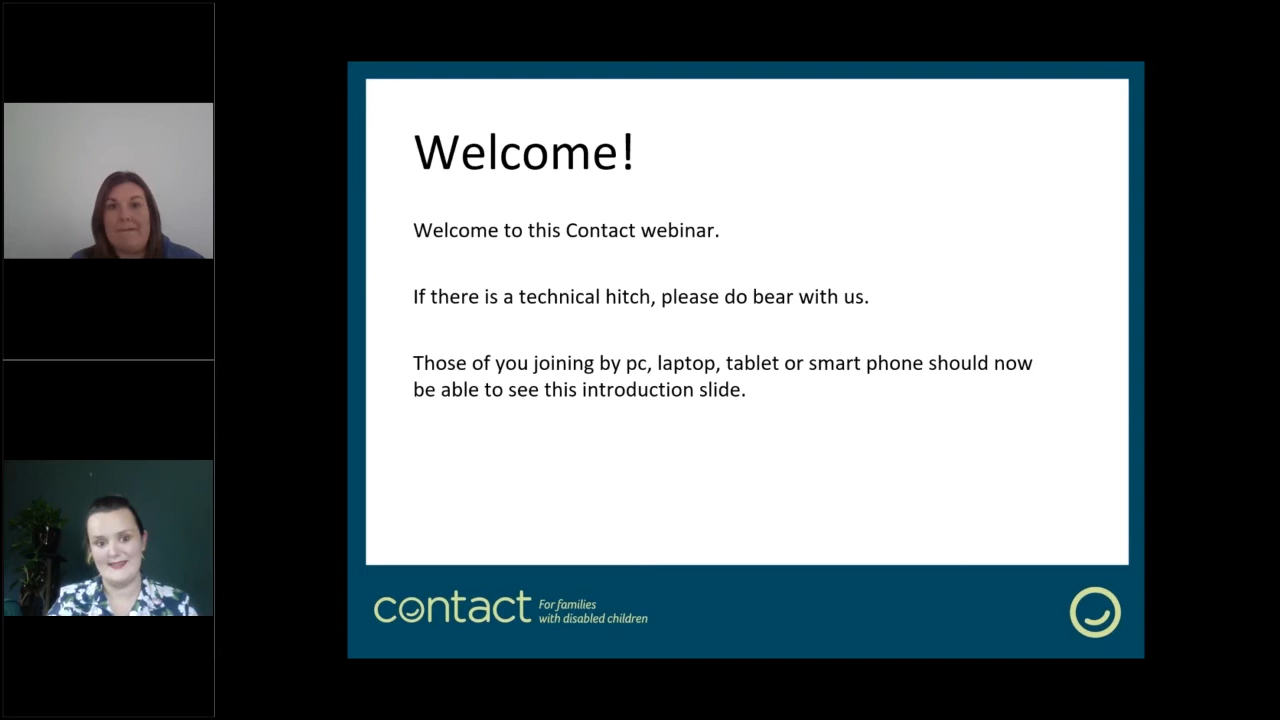 Welcome!
Welcome to this Contact webinar.
If there is a technical hitch, please do bear with us.
Those of you joining by pc, laptop, tablet or smart phone should now
be able to see this introduction slide.
contact
For families
with disabled children